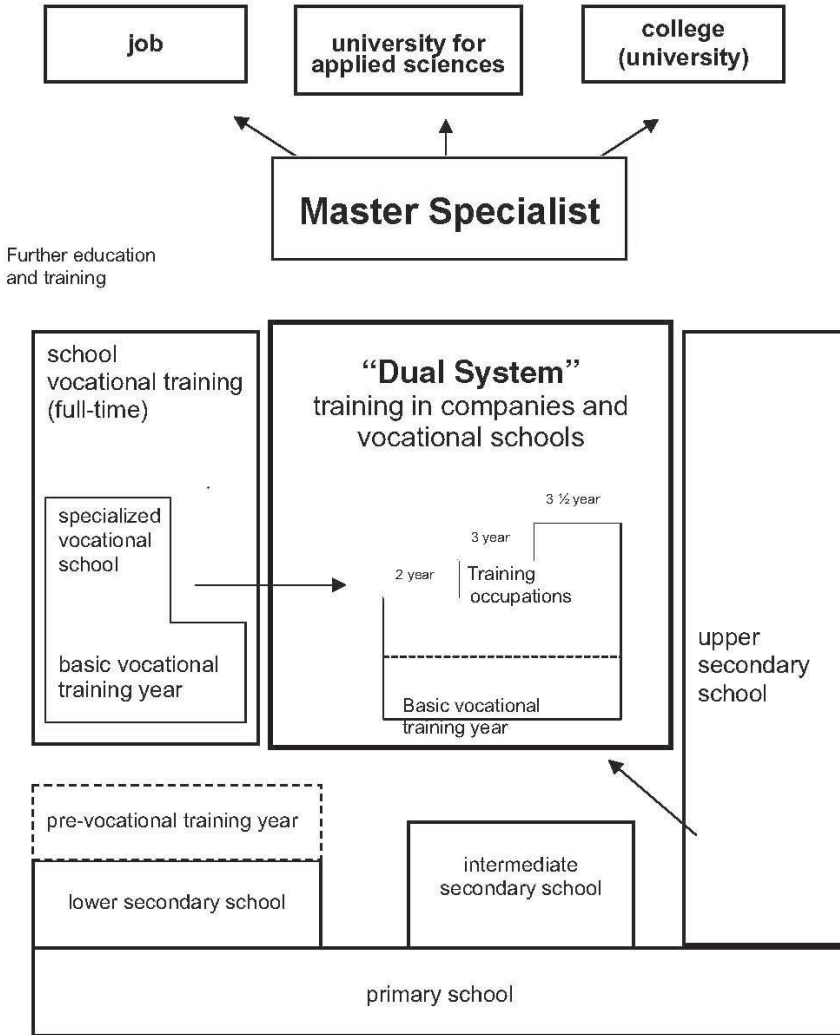 job
university for
applied sciences
college
(university)
Master Specialist
Further education
and training
school
vocational training
(full-time)
specialized
vocational
school
basic vocational
training year
“Dual System”
training in companies and
vocational schools
3 ½ year
3 year
2 year
Training
occupations
Basic vocational
training year
upper
secondary
school
pre-vocational training year
lower secondary school
intermediate
secondary school
primary school